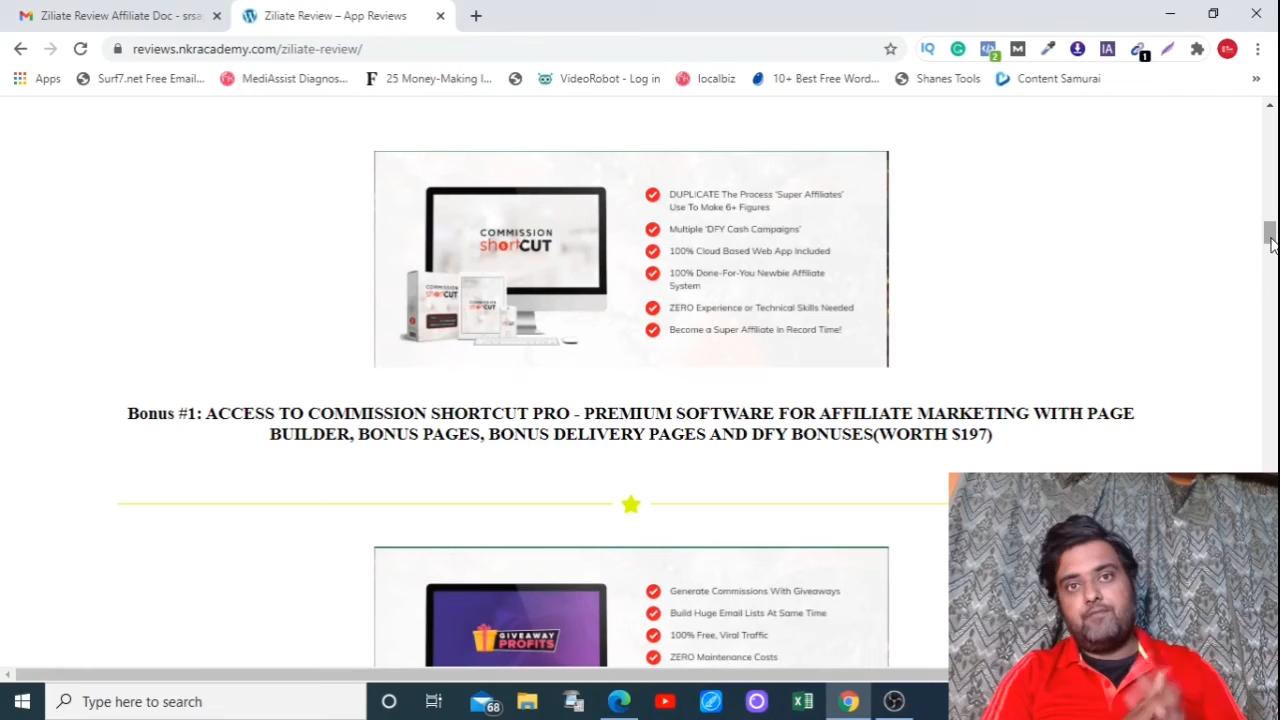 Ziliate Review Affiliate Doc - srsa
Ziliate Review – App Reviews
reviews.nkracademy.com/ziliate-review/
IQ
2
M
IA
1
Apps
Surf7.net Free Email...
MediAssist Diagnos...
25 Money-Making I...
VideoRobot - Log in
localbiz
10+ Best Free Word...
Shanes Tools
Content Samurai
»
COMMISSION
shortCUT
DUPLICATE The Process 'Super Affiliates'
Use To Make 6+ Figures
Multiple 'DFY Cash Campaigns'
100% Cloud Based Web App Included
100% Done-For-You Newbie Affiliate
System
ZERO Experience or Technical Skills Needed
Become a Super Affiliate In Record Time!
Bonus #1: ACCESS TO COMMISSION SHORTCUT PRO - PREMIUM SOFTWARE FOR AFFILIATE MARKETING WITH PAGE
BUILDER, BONUS PAGES, BONUS DELIVERY PAGES AND DFY BONUSES(WORTH $197)
GIVEAWAY
PROFITS
Generate Commissions With Giveaways
Build Huge Email Lists At Same Time
100% Free, Viral Traffic
ZERO Maintenance Costs
Type here to search
68